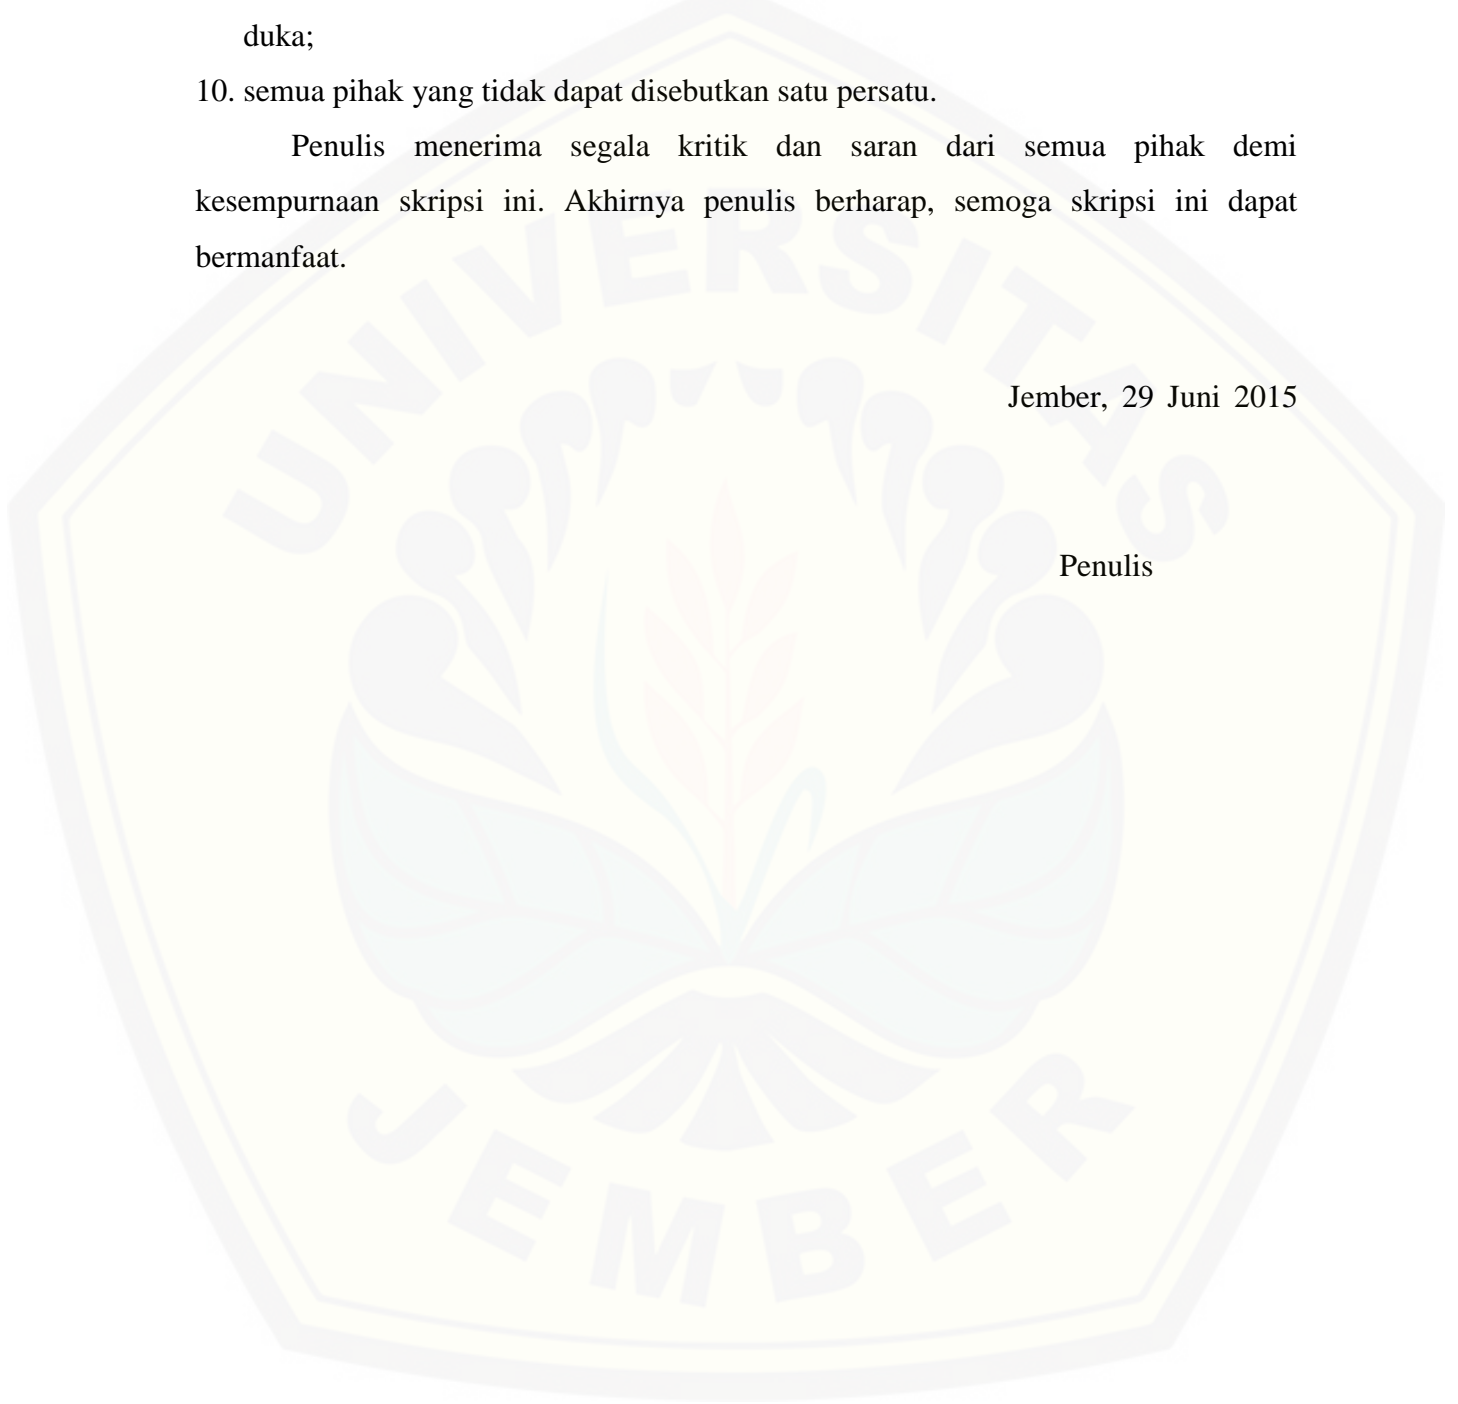 duka;
10. semua pihak yang tidak dapat disebutkan satu persatu.
Penulis menerima segala kritik dan saran dari semua pihak demi
kesempurnaan skripsi ini. Akhirnya penulis berharap, semoga skripsi ini dapat
bermanfaat.
UNIVERSITAS
Jember, 29 Juni 2015
Penulis
JEMBER